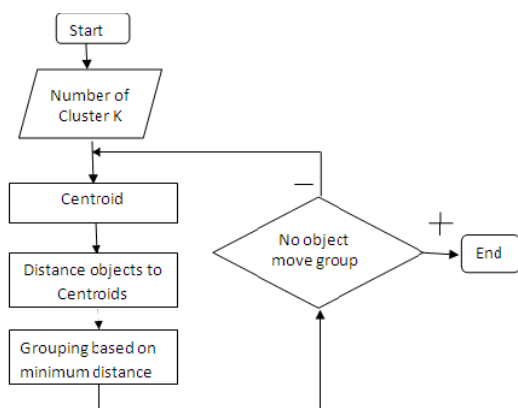 Start
Number of
Cluster K
Centroid
Distance objects to
Centroids
Grouping based on
minimum distance
—
No object
move group
+
End